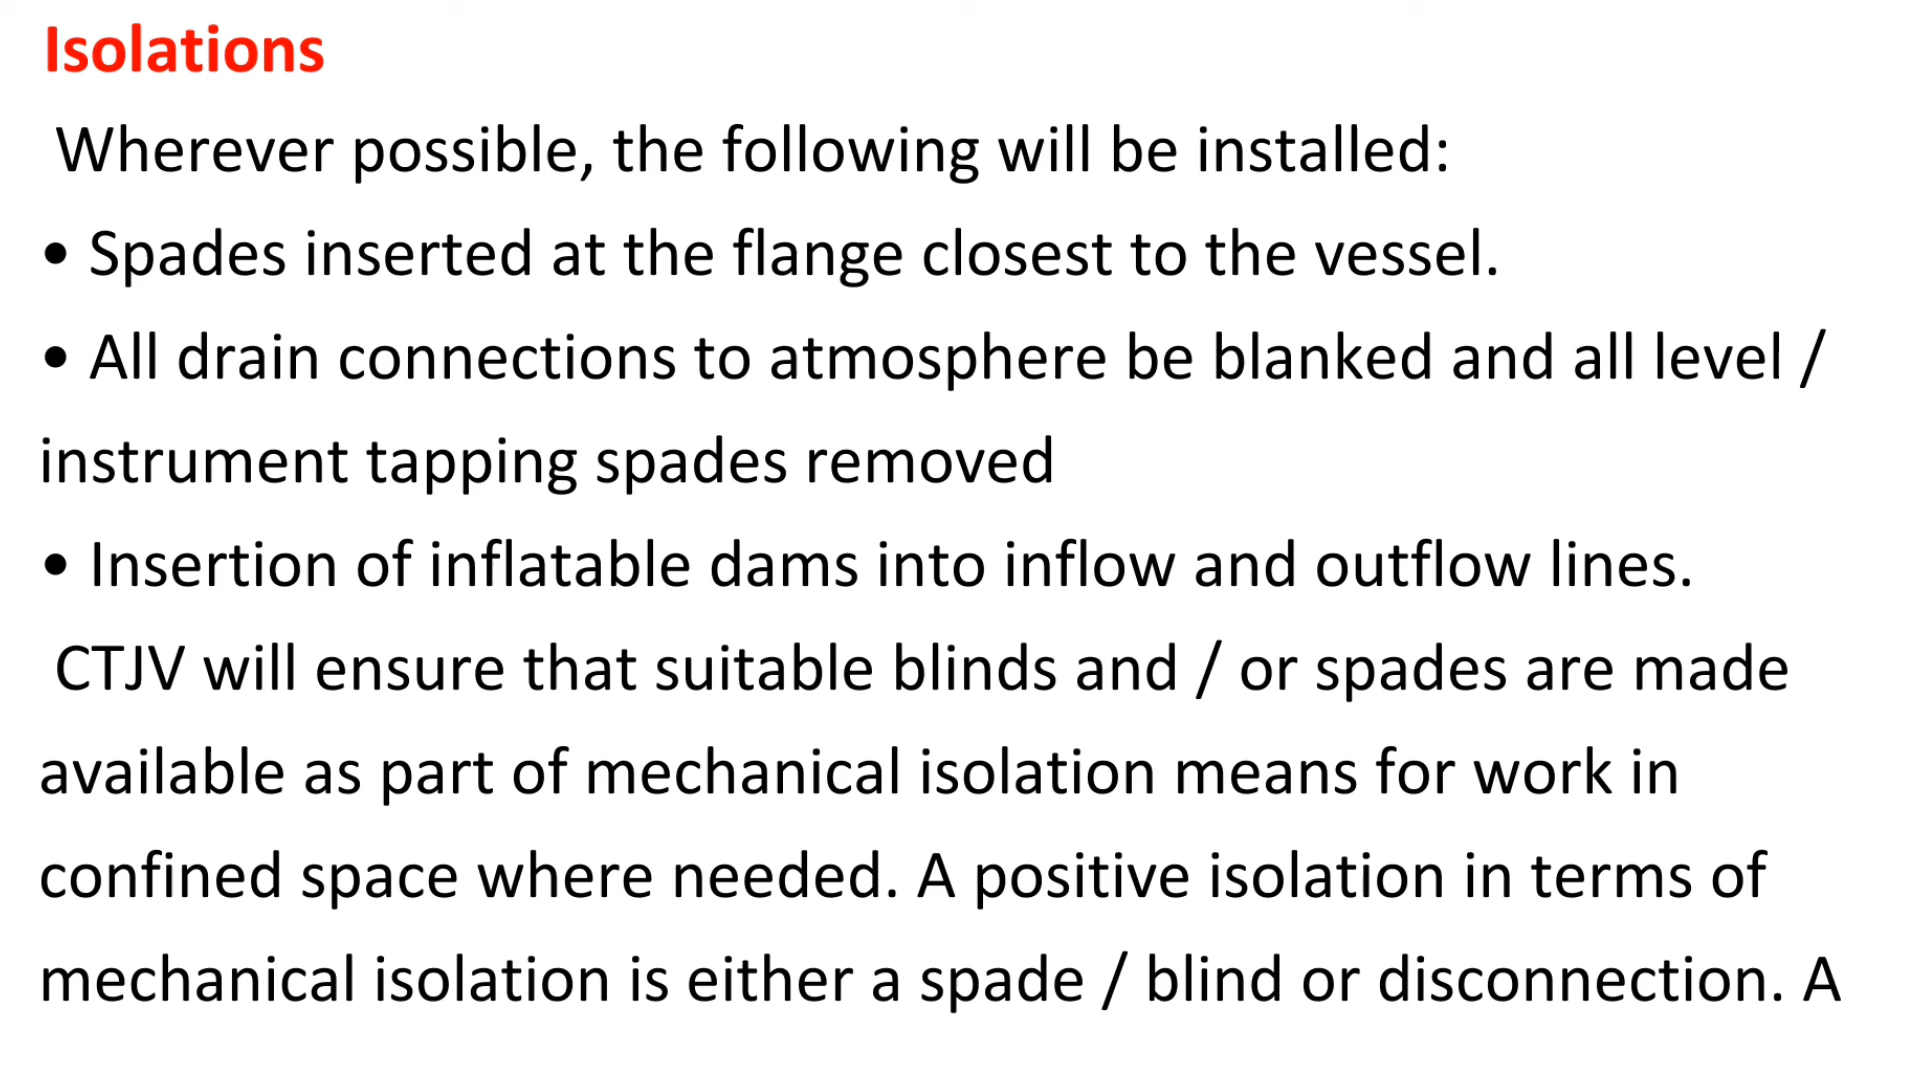 Isolations
Wherever possible, the following will be installed:
• Spades inserted at the flange closest to the vessel.
• All drain connections to atmosphere be blanked and all level /
instrument tapping spades removed
• Insertion of inflatable dams into inflow and outflow lines.
CTJV will ensure that suitable blinds and / or spades are made
available as part of mechanical isolation means for work in
confined space where needed. A positive isolation in terms of
mechanical isolation is either a spade / blind or disconnection. A